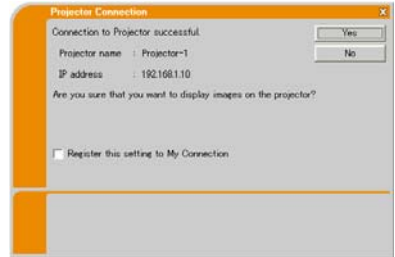 Projector Connection X
Connection to Projector successful.
Yes
Projector name : Projector-1
No
IP address : 192.168.1.10
Are you sure that you want to display images on the projector?
Register this setting to My Connection